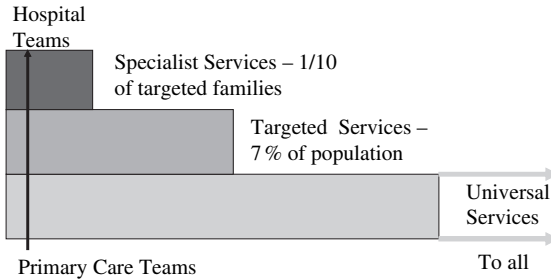 Hospital
Teams
Specialist Services – 1/10
of targeted families
Targeted Services –
7% of population
Universal
Services
To all
Primary Care Teams